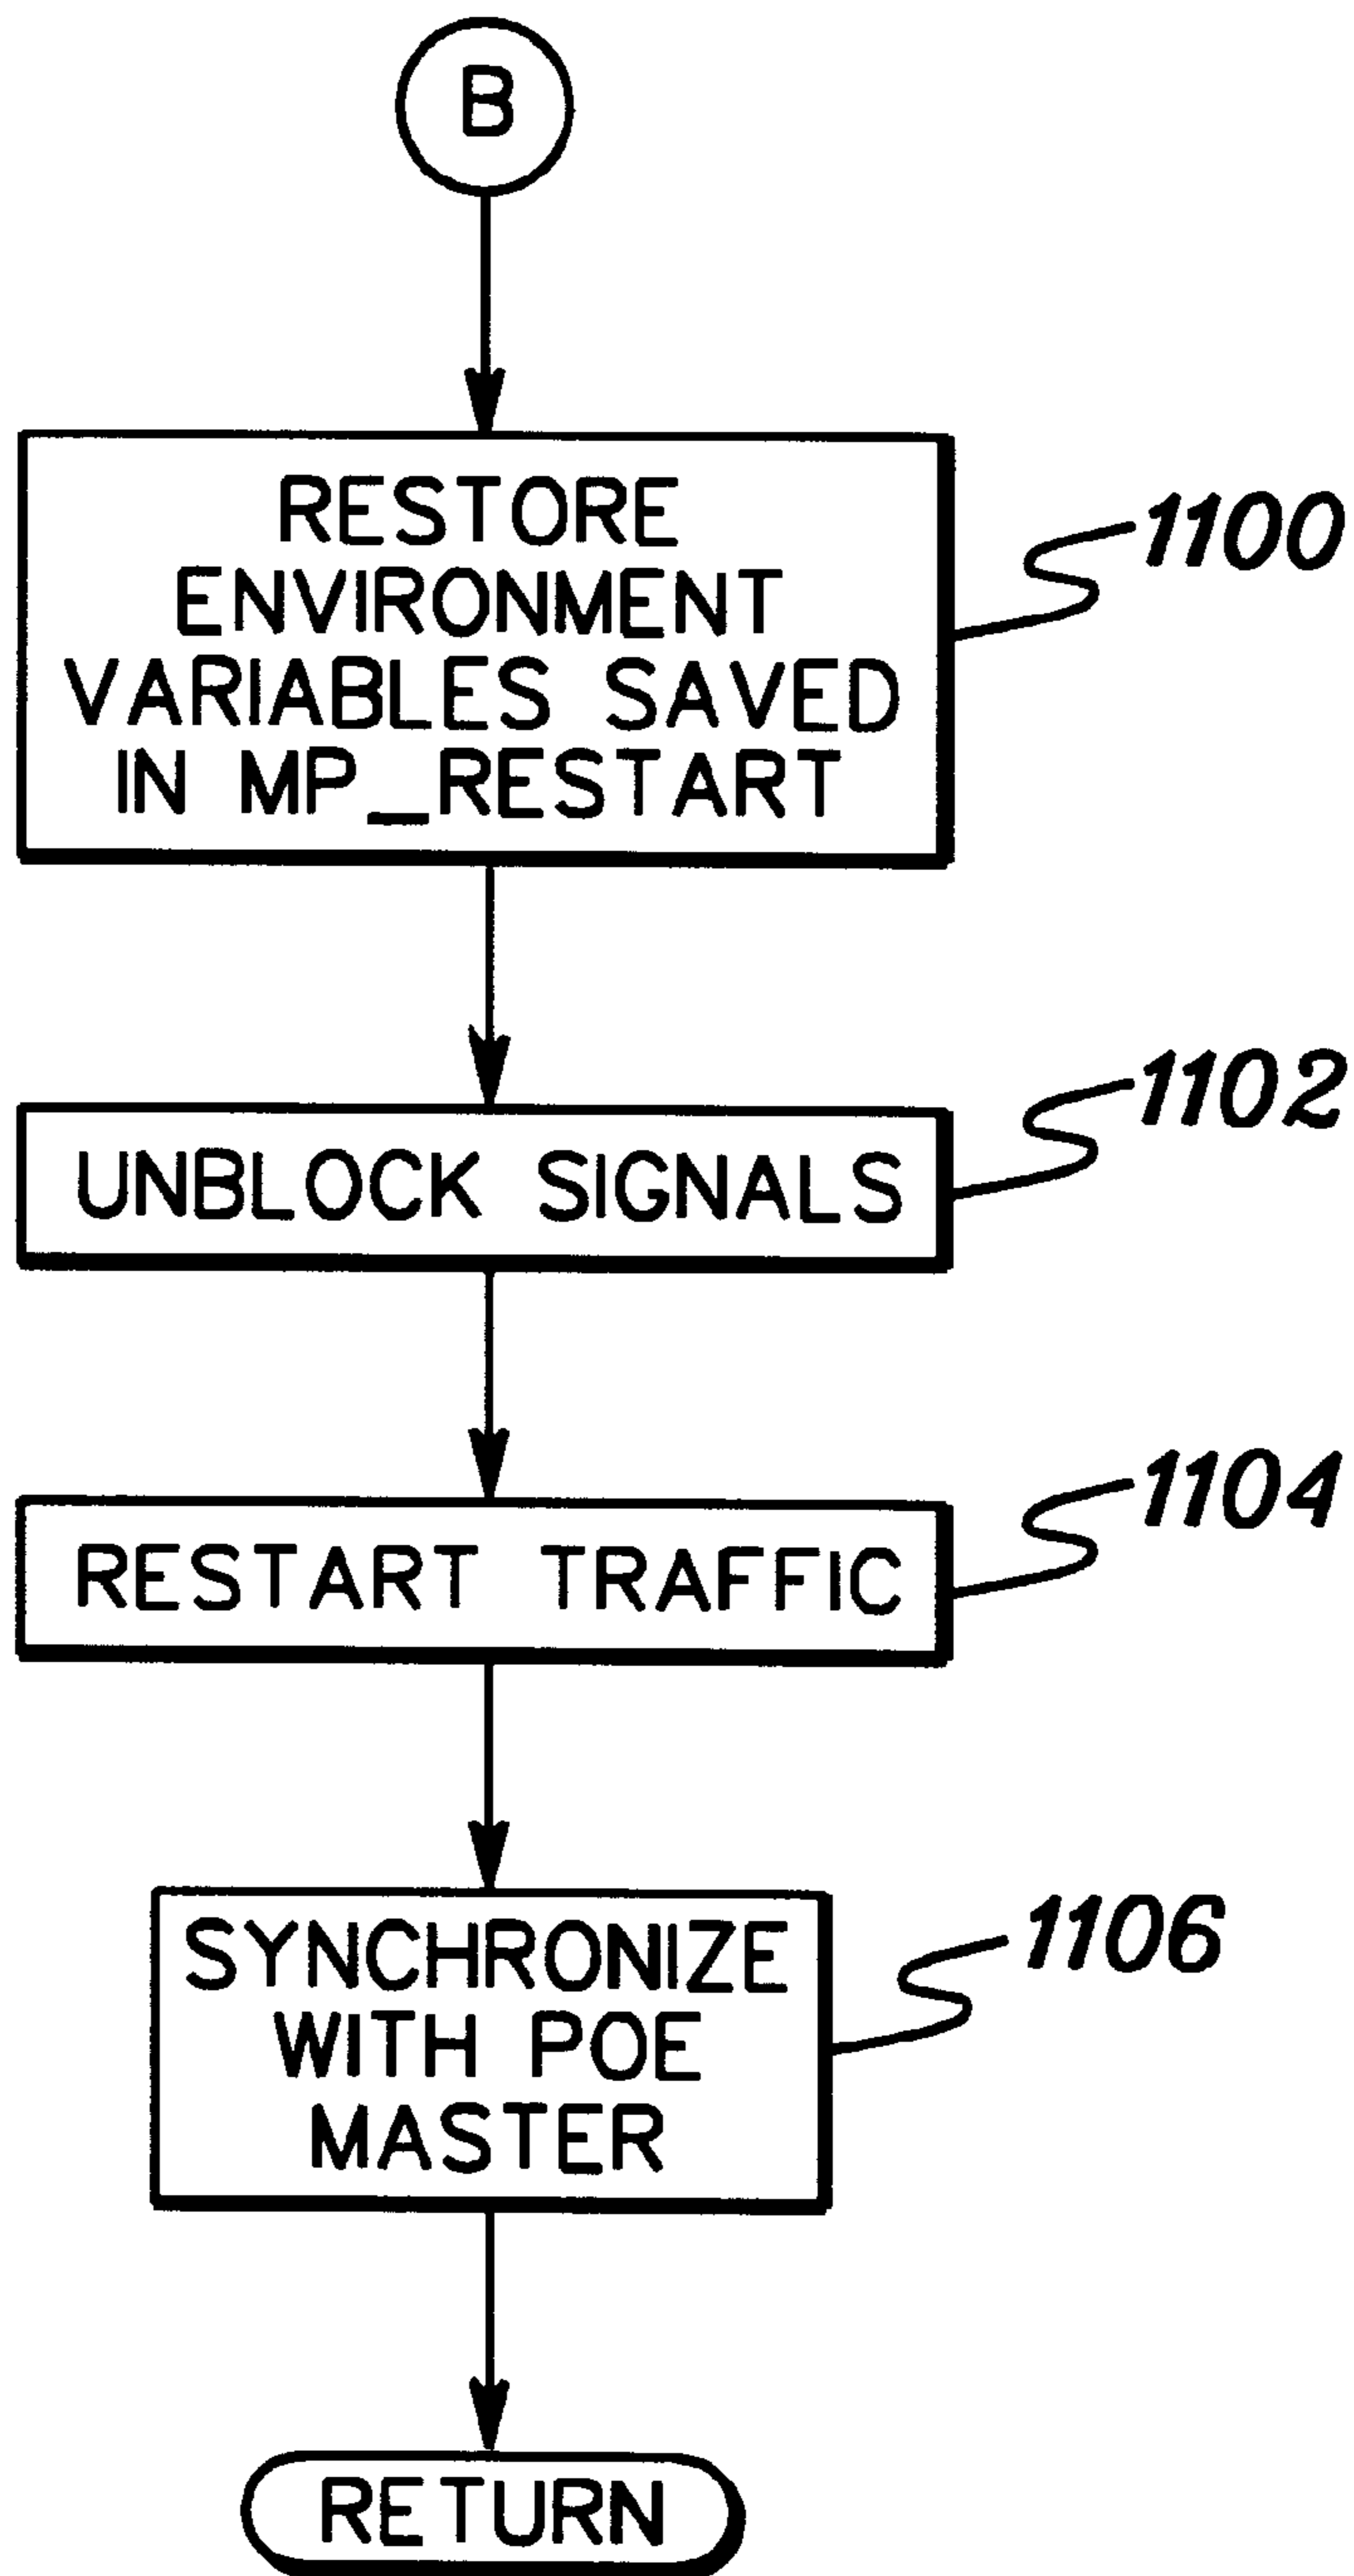 B
RESTORE
ENVIRONMENT
VARIABLES SAVED
IN MP_RESTART
1100
UNBLOCK SIGNALS
1102
RESTART TRAFFIC
1104
SYNCHRONIZE
WITH POE
MASTER
1106
RETURN